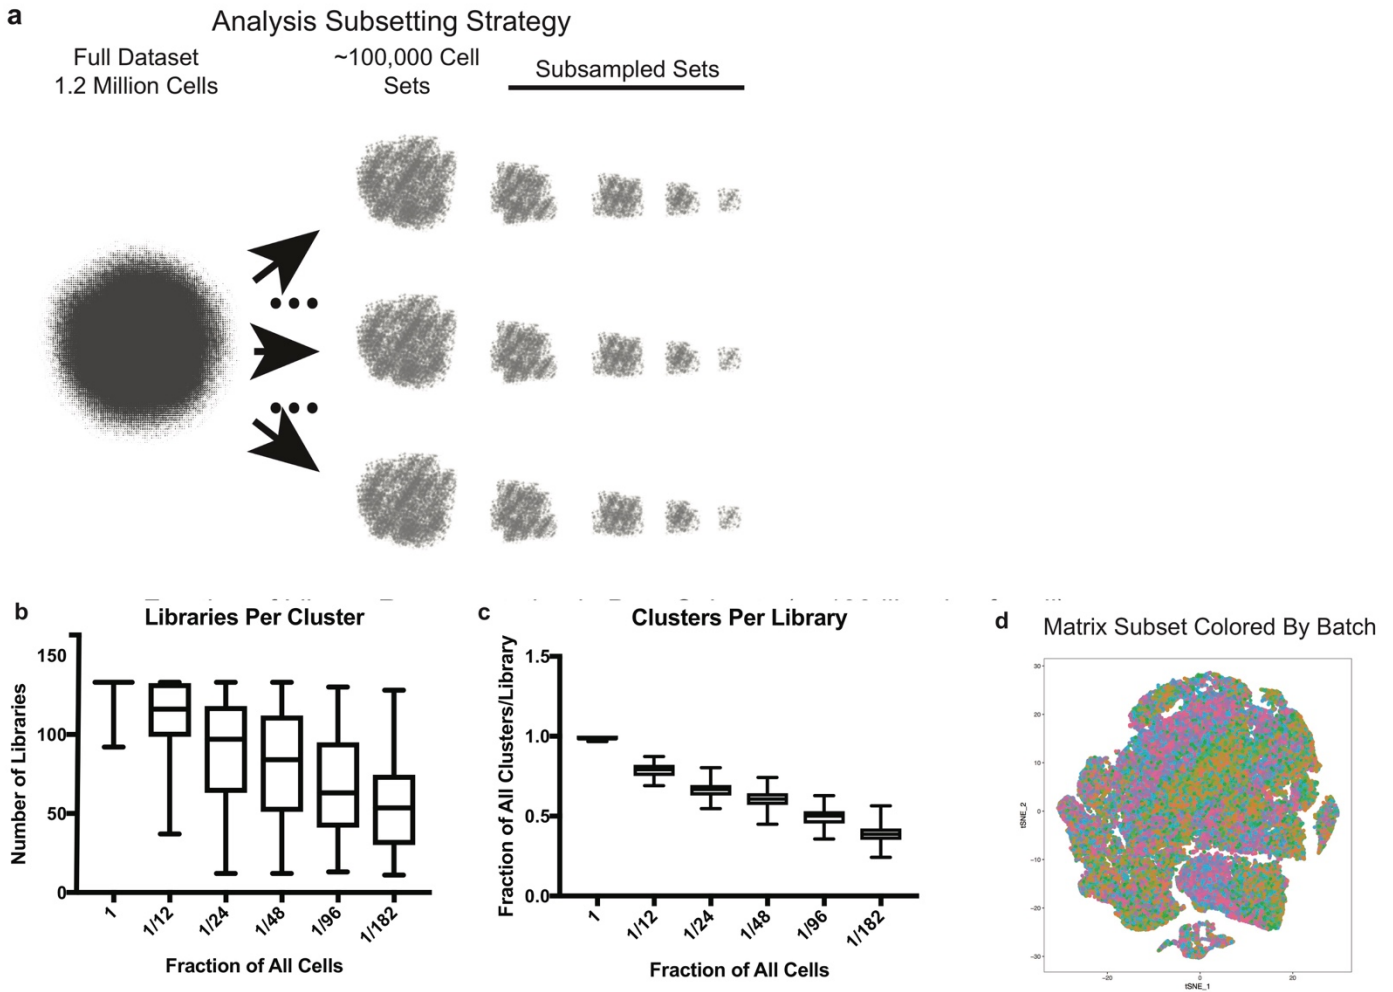 a
Analysis Subsetting Strategy
Full Dataset
1.2 Million Cells
~100,000 Cell
Sets
Subsampled Sets
b
Libraries Per Cluster
Number of Libraries
150
100
50
0
1
1/12
1/24
1/48
1/96
1/182
Fraction of All Cells
c
Clusters Per Library
Fraction of All Clusters/Library
1.5
1.0
0.5
0.0
1
1/12
1/24
1/48
1/96
1/182
Fraction of All Cells
d
Matrix Subset Colored By Batch
tSNE_2
30
20
10
0
-10
-20
-30
-20
0
20
tSNE_1